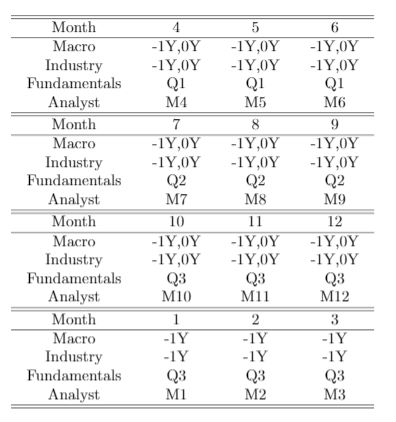 Month 4 5 6
Macro -1Y,0Y -1Y,0Y -1Y,0Y
Industry -1Y,0Y -1Y,0Y -1Y,0Y
Fundamentals Q1 Q1 Q1
Analyst M4 M5 M6
Month 7 8 9
Macro -1Y,0Y -1Y,0Y -1Y,0Y
Industry -1Y,0Y -1Y,0Y -1Y,0Y
Fundamentals Q2 Q2 Q2
Analyst M7 M8 M9
Month 10 11 12
Macro -1Y,0Y -1Y,0Y -1Y,0Y
Industry -1Y,0Y -1Y,0Y -1Y,0Y
Fundamentals Q3 Q3 Q3
Analyst M10 M11 M12
Month 1 2 3
Macro -1Y -1Y -1Y
Industry -1Y -1Y -1Y
Fundamentals Q3 Q3 Q3
Analyst M1 M2 M3